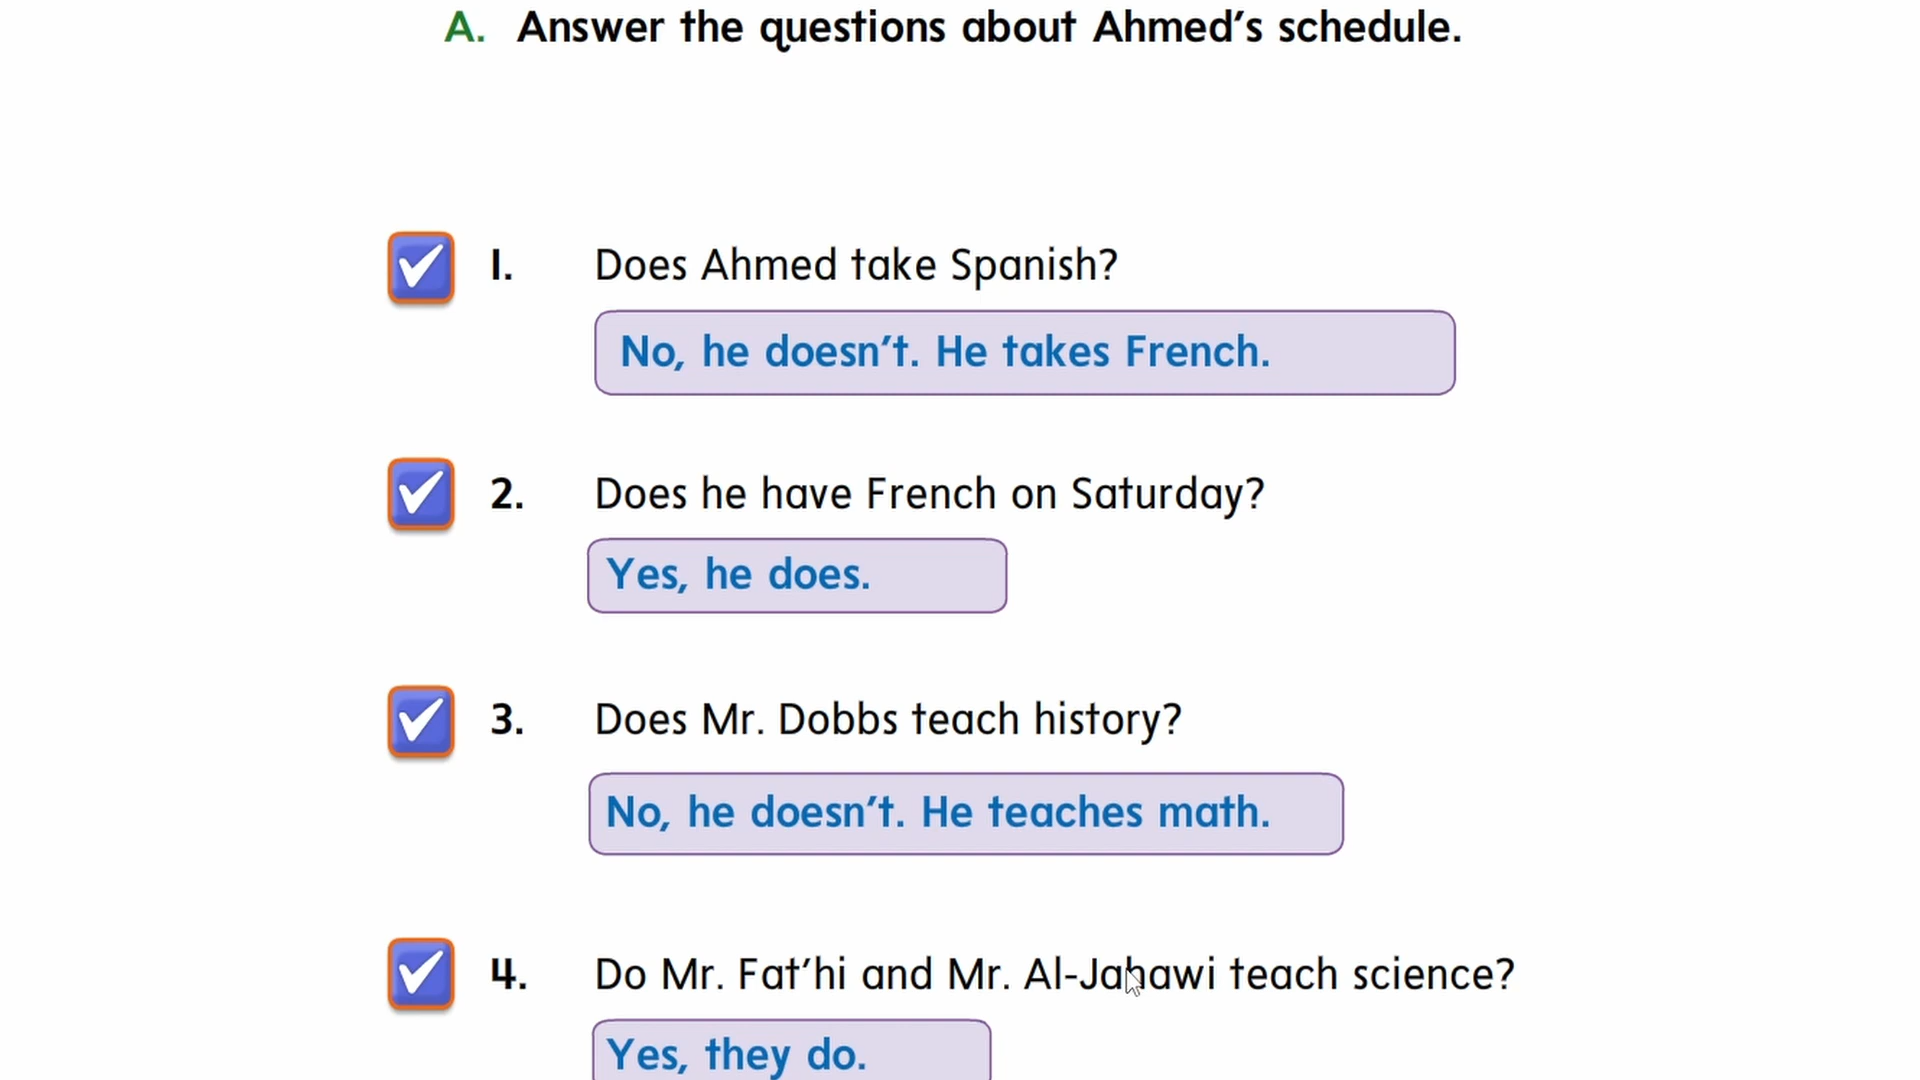 A. Answer the questions about Ahmed's schedule.
1. Does Ahmed take Spanish?
No, he doesn't. He takes French.
2. Does he have French on Saturday?
Yes, he does.
3. Does Mr. Dobbs teach history?
No, he doesn't. He teaches math.
4. Do Mr. Fat'hi and Mr. Al-Jahawi teach science?
Yes, they do.